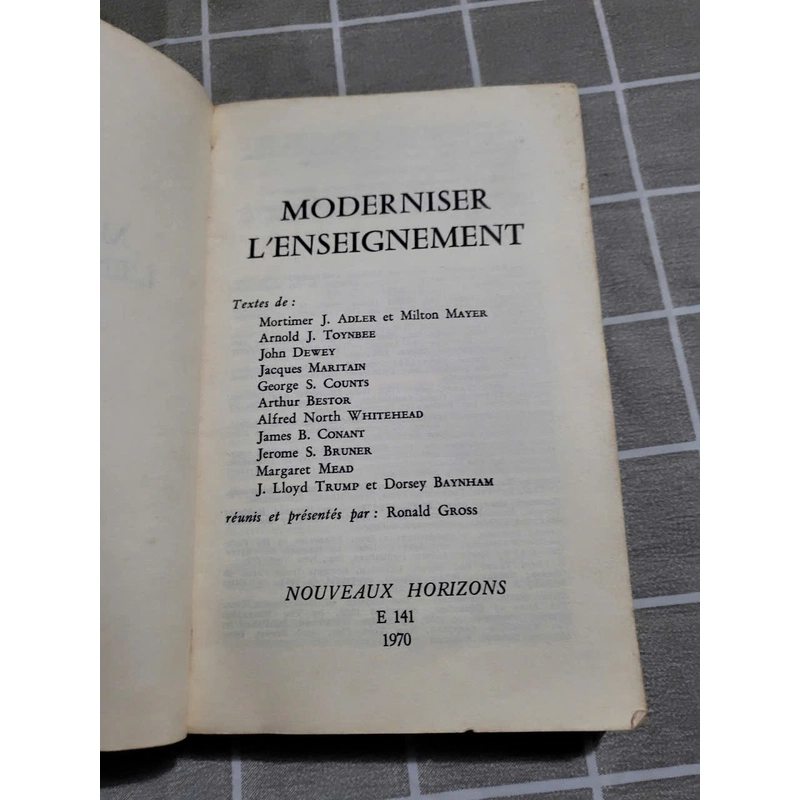 MODERNISER
L'ENSEIGNEMENT
Textes de :
Mortimer J. ADLER et Milton MAYER
Arnold J. TOYNBEE
John DEWEY
Jacques MARITAIN
George S. COUNTS
Arthur BESTOR
Alfred North WHITEHEAD
James B. CONANT
Jerome S. BRUNER
Margaret MEAD
J. Lloyd TRUMP et Dorsey BAYNHAM
réunis et présentés par : Ronald GROSS
NOUVEAUX HORIZONS
E 141
1970